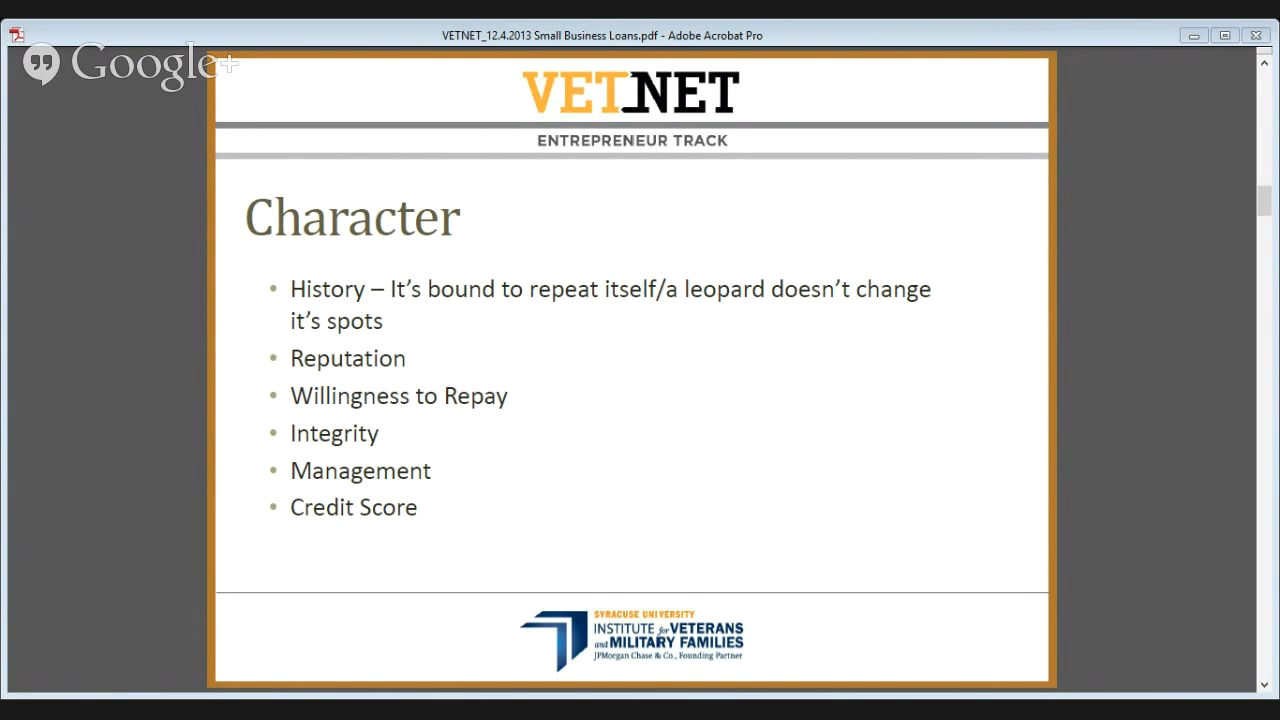 VETNET_12.4.2013 Small Business Loans.pdf - Adobe Acrobat Pro
Google+
VETNET
ENTREPRENEUR TRACK
Character
• History – It’s bound to repeat itself/a leopard doesn’t change
it’s spots
• Reputation
• Willingness to Repay
• Integrity
• Management
• Credit Score
SYRACUSE UNIVERSITY
INSTITUTE for VETERANS
and MILITARY FAMILIES
JPMorgan Chase & Co., Founding Partner